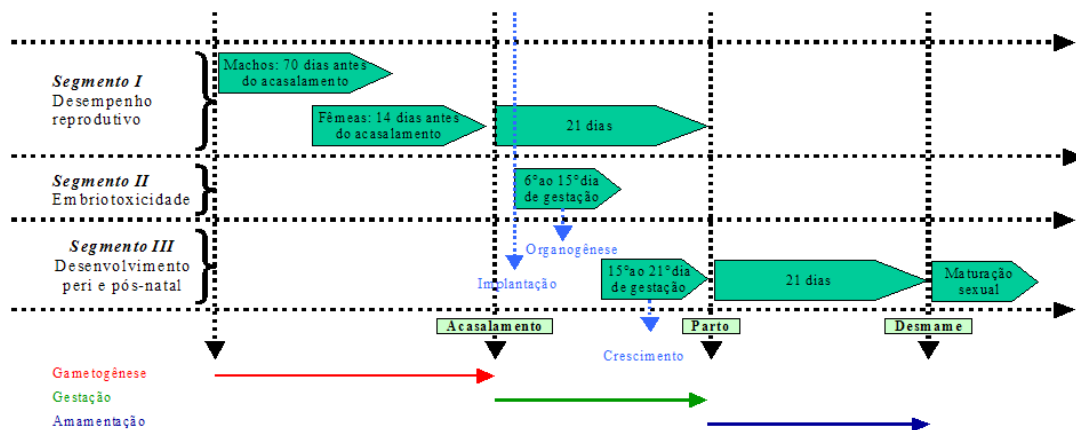 Segmento I
Desempenho
reprodutivo
Machos: 70 dias antes
do acasalamento
Fêmeas: 14 dias antes
do acasalamento
21 dias
Segmento II
Embriotoxicidade
6°ao 15°dia
de gestação
Organogênese
Implantação
Segmento III
Desenvolvimento
peri e pós-natal
15°ao 21°dia
de gestação
21 dias
Maturação
sexual
Acasalamento
Parto
Desmame
Crescimento
Gametogênese
Gestação
Amamentação